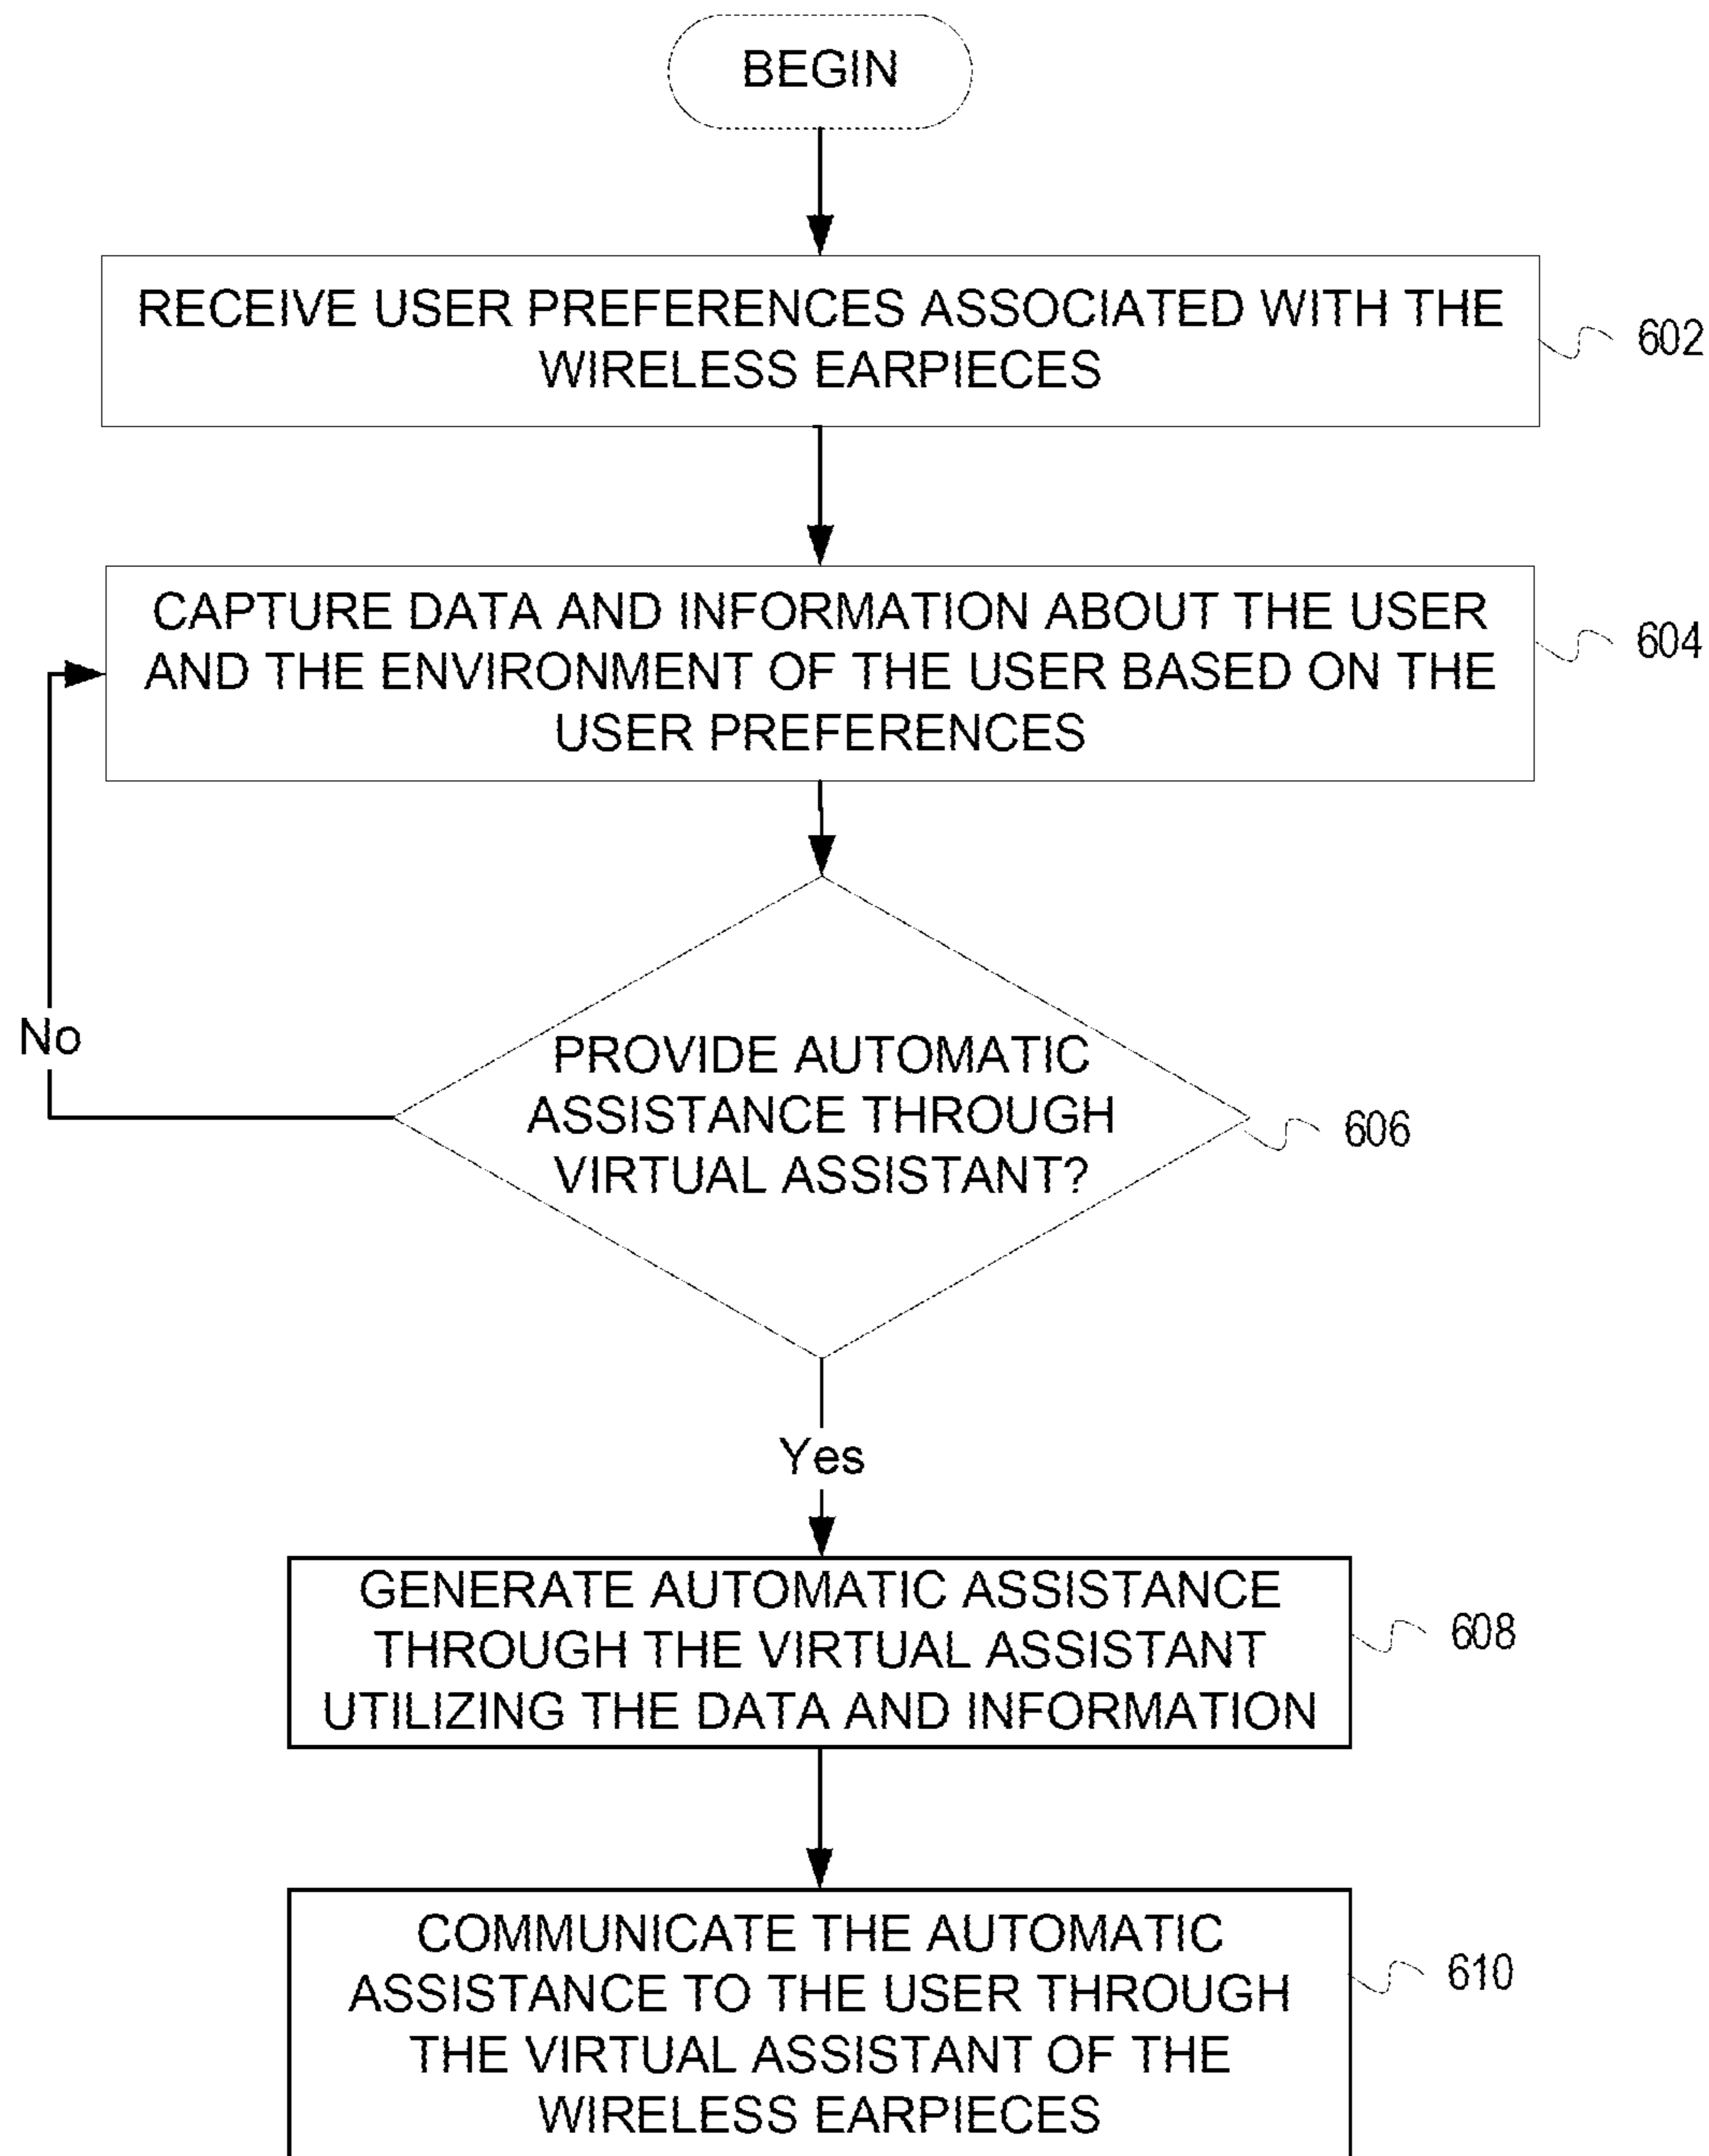 BEGIN
RECEIVE USER PREFERENCES ASSOCIATED WITH THE
WIRELESS EARPIECES
602
CAPTURE DATA AND INFORMATION ABOUT THE USER
AND THE ENVIRONMENT OF THE USER BASED ON THE
USER PREFERENCES
604
No
PROVIDE AUTOMATIC
ASSISTANCE THROUGH
VIRTUAL ASSISTANT?
606
Yes
GENERATE AUTOMATIC ASSISTANCE
THROUGH THE VIRTUAL ASSISTANT
UTILIZING THE DATA AND INFORMATION
608
COMMUNICATE THE AUTOMATIC
ASSISTANCE TO THE USER THROUGH
THE VIRTUAL ASSISTANT OF THE
WIRELESS EARPIECES
610